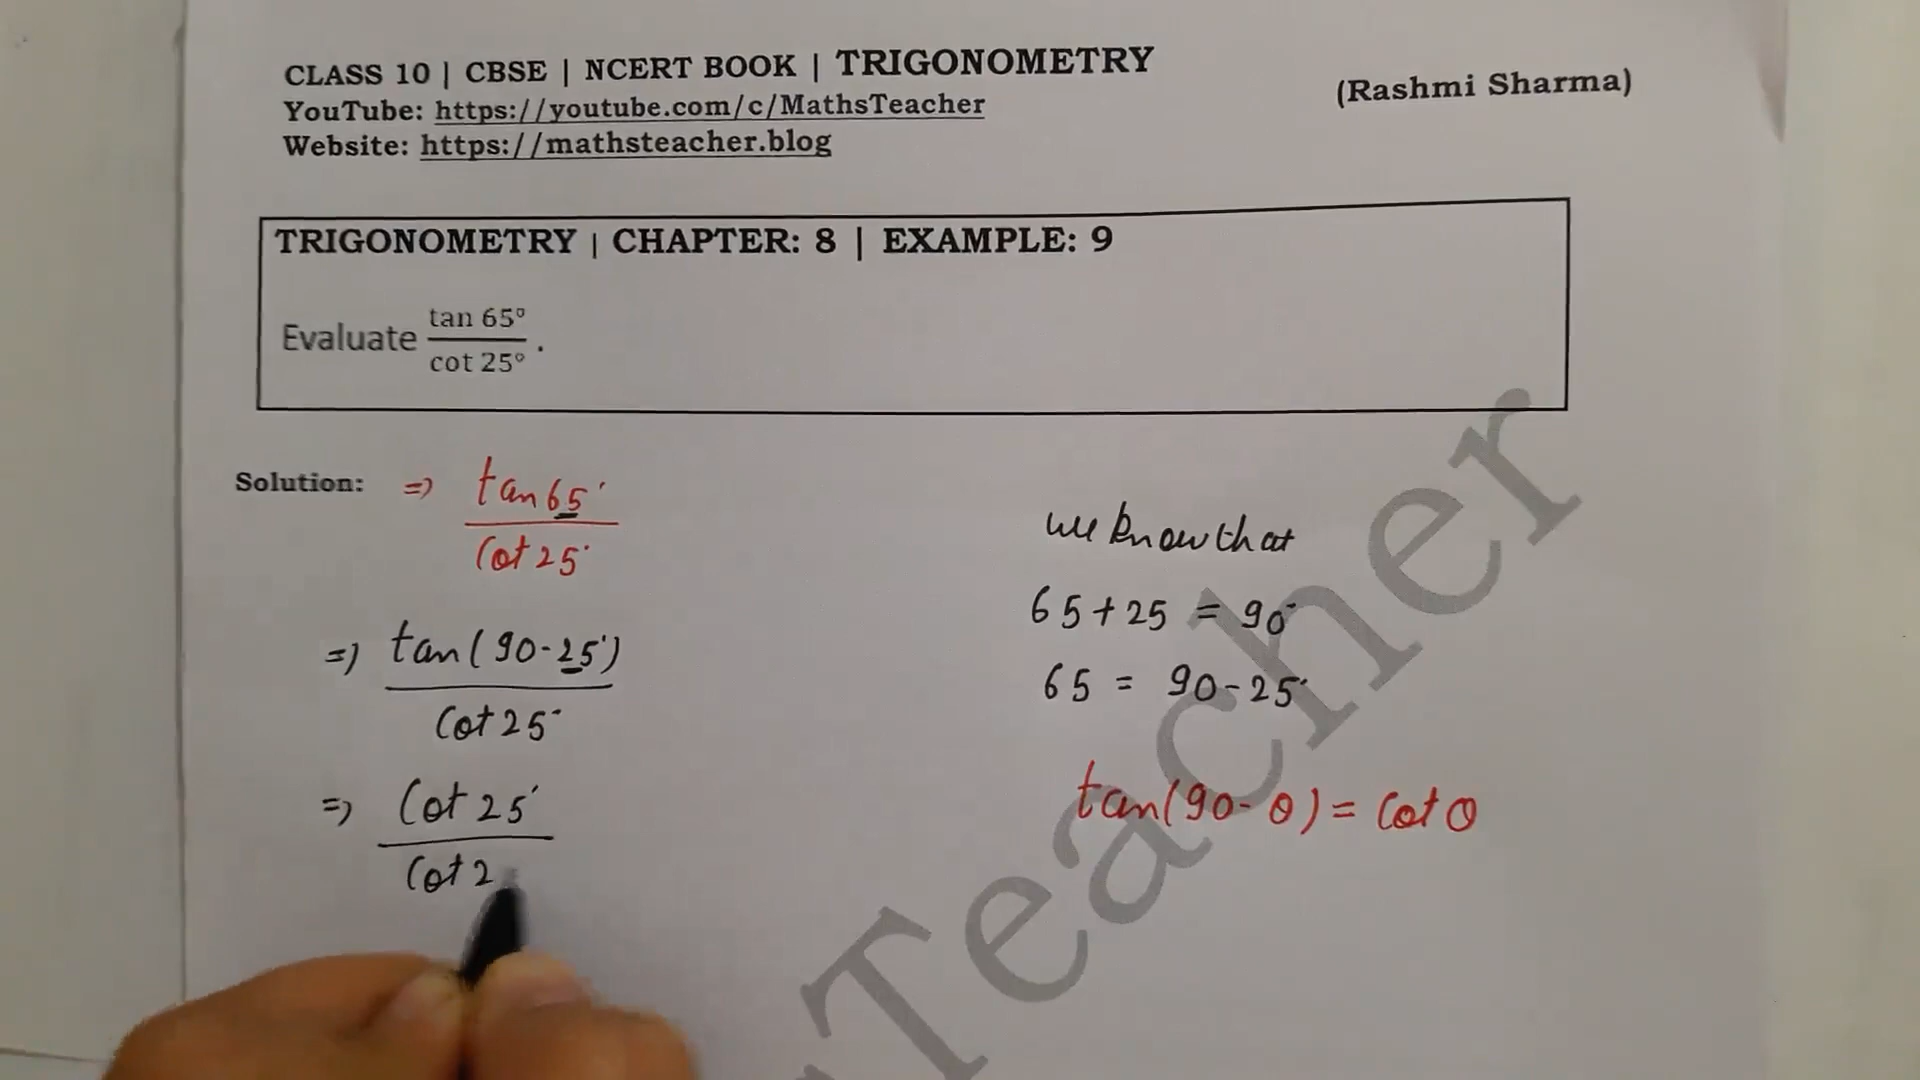 CLASS 10 | CBSE | NCERT BOOK | TRIGONOMETRY
(Rashmi Sharma)
YouTube: https://youtube.com/c/MathsTeacher
Website: https://mathsteacher.blog
TRIGONOMETRY | CHAPTER: 8 | EXAMPLE: 9
Evaluate tan 65° / cot 25° .
Solution: => tan 65° / cot 25°
=> tan(90-25°) / cot 25°
=> cot 25° / cot 2
we know that
65+25 = 90°
65 = 90-25°
tan(90-θ) = cot θ
Teacher